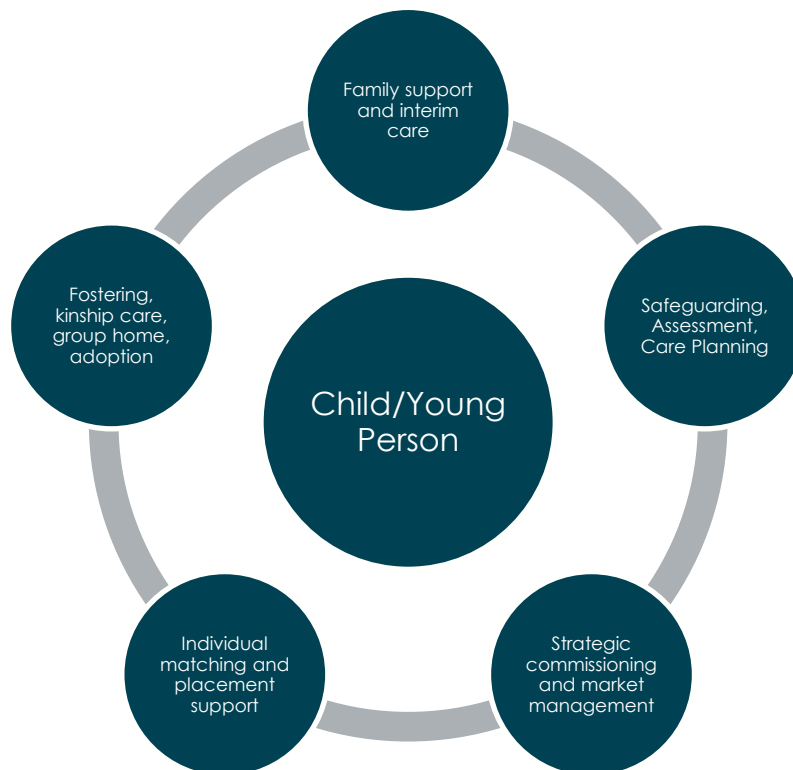 Family support
and interim
care
Safeguarding,
Assessment,
Care Planning
Strategic
commissioning
and market
management
Individual
matching and
placement
support
Fostering,
kinship care,
group home,
adoption
Child/Young
Person